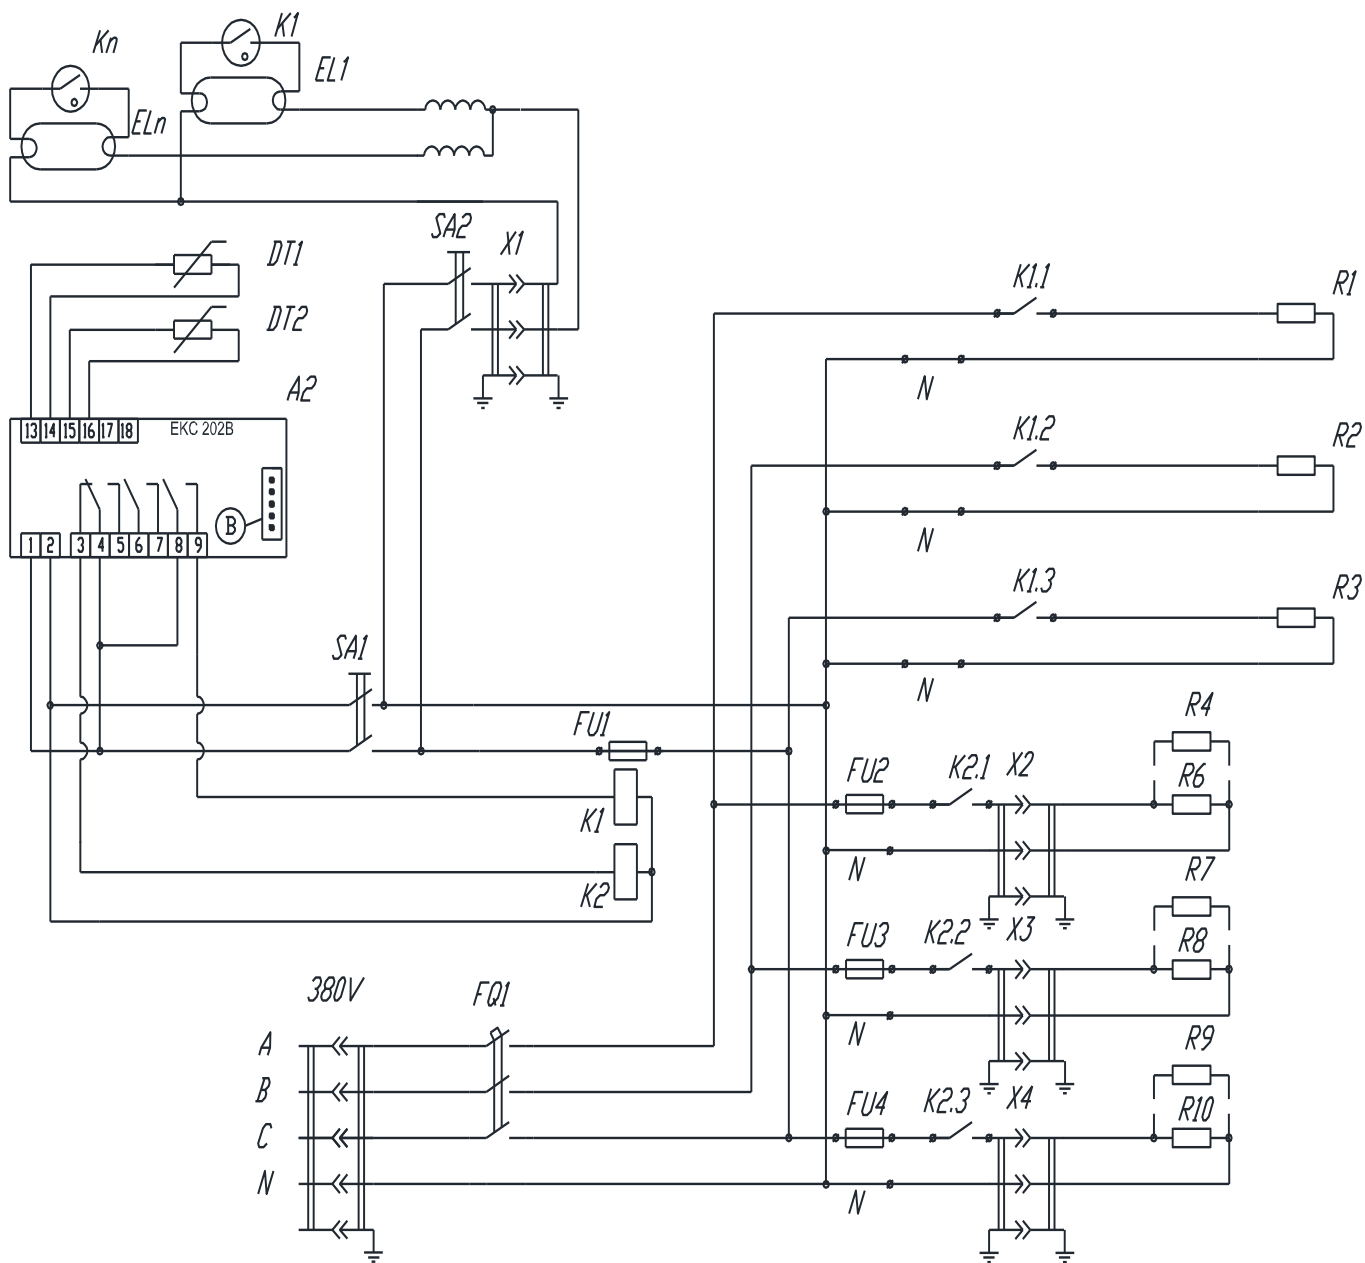 K1
Kn
EL1
ELn
SA2
X1
DT1
DT2
A2
13 14 15 16 17 18
EKC 202B
B
1 2 3 4 5 6 7 8 9
K1.1
R1
N
K1.2
R2
N
K1.3
R3
N
SA1
FU1
K1
K2
R4
FU2
K2.1
X2
R6
N
R7
FU3
K2.2
X3
R8
N
R9
FU4
K2.3
X4
R10
N
380V
FQ1
A
B
C
N